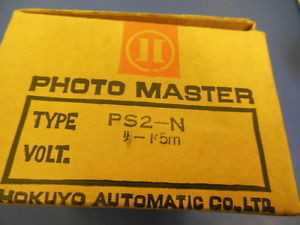 PHOTO MASTER
TYPE PS2-N
リード5m
VOLT.
HOKUYO AUTOMATIC CO., LTD.